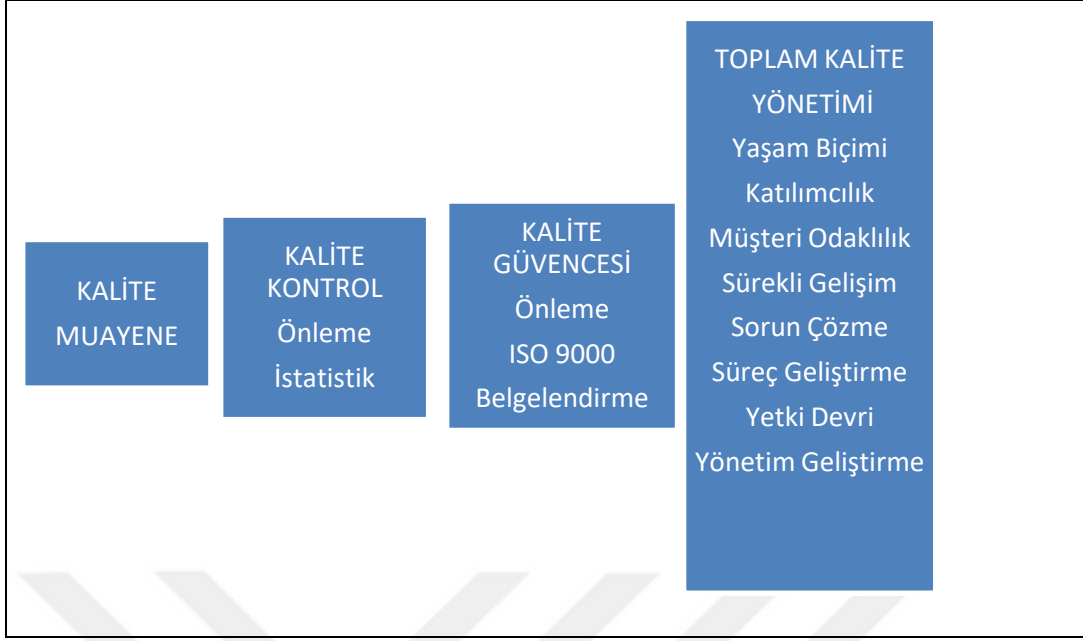 KALİTE
MUAYENE
KALİTE
KONTROL
Önleme
İstatistik
KALİTE
GÜVENCESİ
Önleme
ISO 9000
Belgelendirme
TOPLAM KALİTE
YÖNETİMİ
Yaşam Biçimi
Katılımcılık
Müşteri Odaklılık
Sürekli Gelişim
Sorun Çözme
Süreç Geliştirme
Yetki Devri
Yönetim Geliştirme